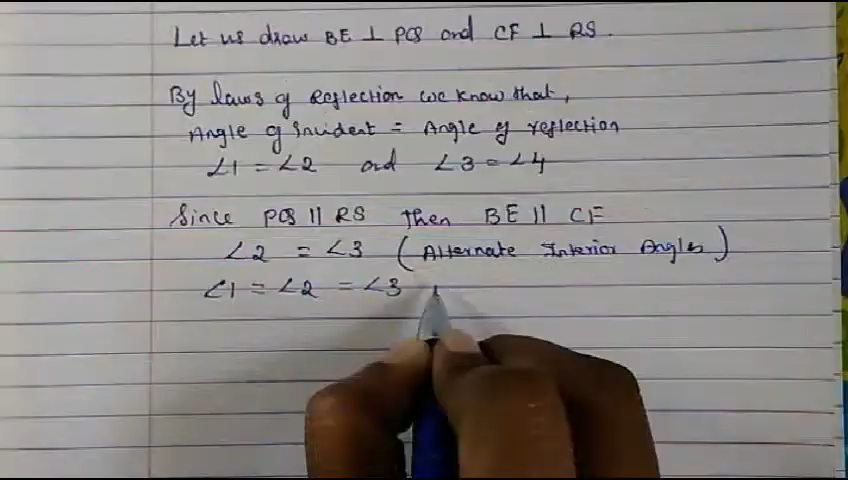 Let us draw BE ⊥ PQ and CF ⊥ RS.
By laws of Reflection we know that,
Angle of Incident = Angle of reflection
∠1 = ∠2 and ∠3 = ∠4
Since PQ || RS then BE || CF
∠2 = ∠3 (Alternate Interior Angles)
∠1 = ∠2 = ∠3